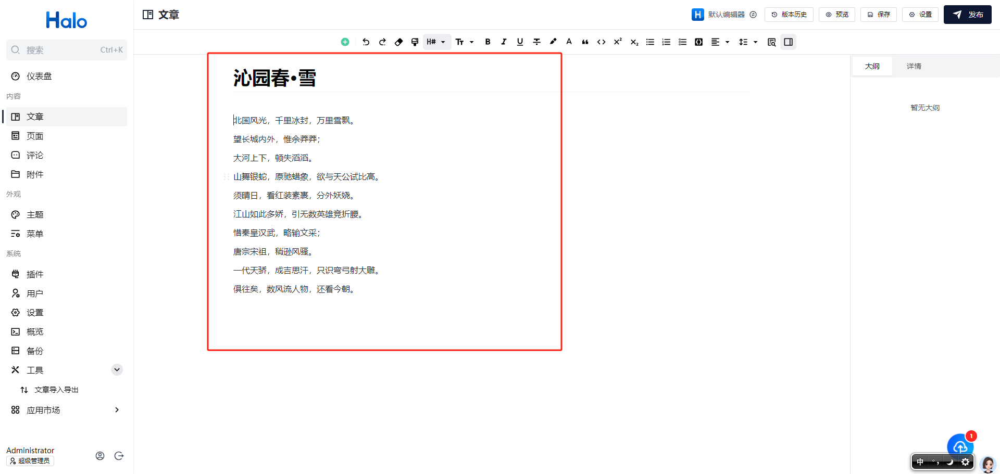 Halo
文章
默认编辑器
版本历史
预览
保存
设置
发布
搜索 Ctrl+K
H#
Tт
B
I
U
A
X²
X₂
仪表盘
内容
文章
页面
评论
附件
外观
主题
菜单
系统
插件
用户
设置
概览
备份
工具
文章导入导出
应用市场
Administrator
超级管理员
沁园春•雪
北国风光，千里冰封，万里雪飘。
望长城内外，惟余莽莽；
大河上下，顿失滔滔。
山舞银蛇，原驰蜡象，欲与天公试比高。
须晴日，看红装素裹，分外妖娆。
江山如此多娇，引无数英雄竞折腰。
惜秦皇汉武，略输文采；
唐宗宋祖，稍逊风骚。
一代天骄，成吉思汗，只识弯弓射大雕。
俱往矣，数风流人物，还看今朝。
大纲
详情
暂无大纲
1
中